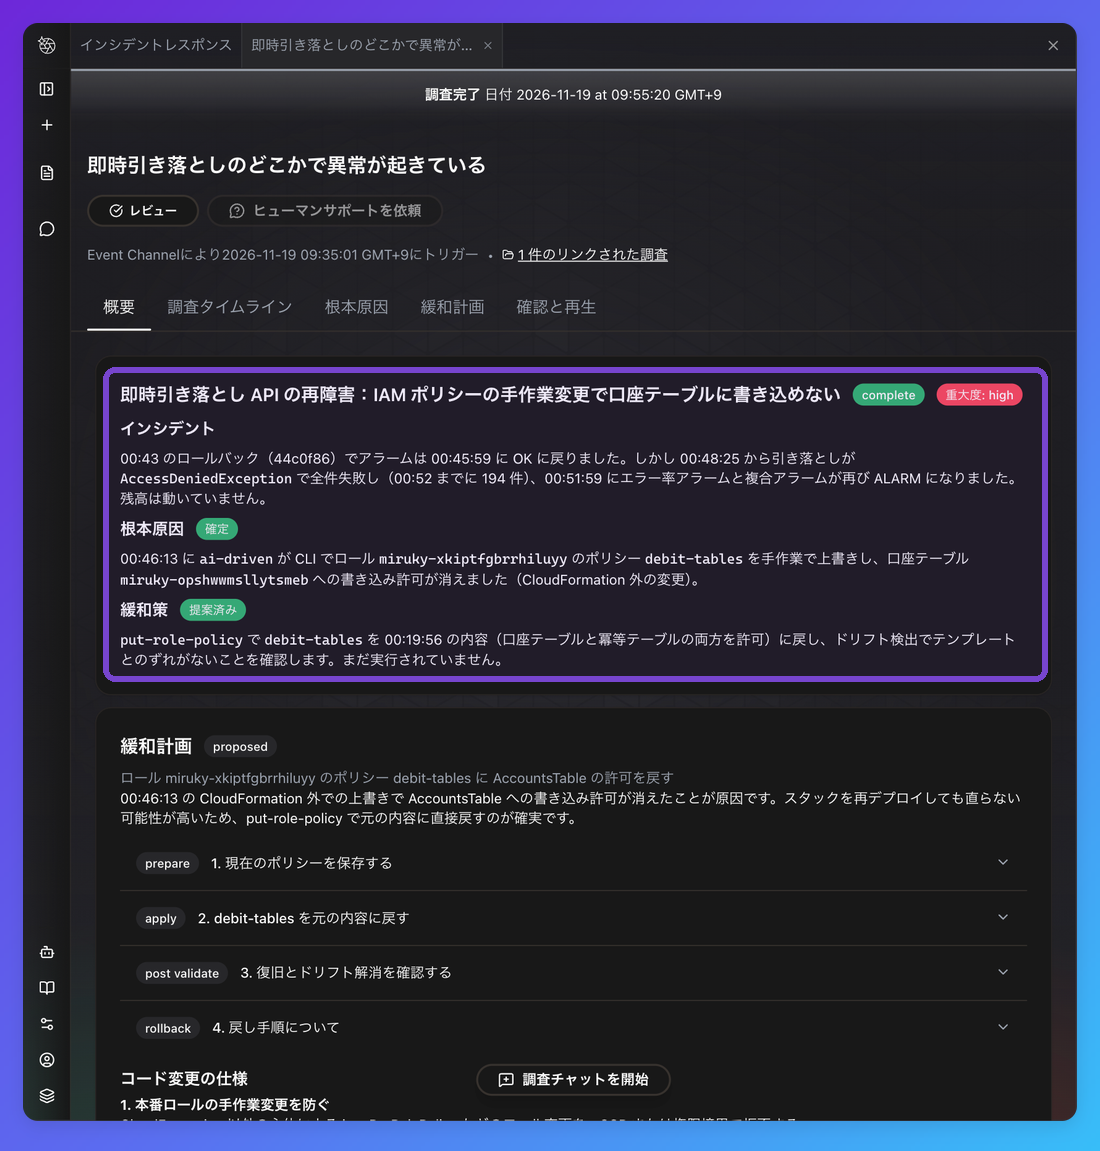 インシデントレスポンス
即時引き落としのどこかで異常が…
調査完了 日付 2026-11-19 at 09:55:20 GMT+9
即時引き落としのどこかで異常が起きている
レビュー
ヒューマンサポートを依頼
Event Channelにより2026-11-19 09:35:01 GMT+9にトリガー • 1 件のリンクされた調査
概要 調査タイムライン 根本原因 緩和計画 確認と再生
即時引き落とし API の再障害：IAM ポリシーの手作業変更で口座テーブルに書き込めない complete 重大度: high
インシデント
00:43 のロールバック（44c0f86）でアラームは 00:45:59 に OK に戻りました。しかし 00:48:25 から引き落としが
AccessDeniedException で全件失敗し（00:52 までに 194 件）、00:51:59 にエラー率アラームと複合アラームが再び ALARM になりました。
残高は動いていません。
根本原因 確定
00:46:13 に ai-driven が CLI でロール miruky-xkiptfgbrrhiluyy のポリシー debit-tables を手作業で上書きし、口座テーブル
miruky-opshwwmsllytsmeb への書き込み許可が消えました（CloudFormation 外の変更）。
緩和策 提案済み
put-role-policy で debit-tables を 00:19:56 の内容（口座テーブルと冪等テーブルの両方を許可）に戻し、ドリフト検出でテンプレート
とのずれがないことを確認します。まだ実行されていません。
緩和計画 proposed
ロール miruky-xkiptfgbrrhiluyy のポリシー debit-tables に AccountsTable の許可を戻す
00:46:13 の CloudFormation 外での上書きで AccountsTable への書き込み許可が消えたことが原因です。スタックを再デプロイしても直らない
可能性が高いため、put-role-policy で元の内容に直接戻すのが確実です。
prepare 1. 現在のポリシーを保存する
apply 2. debit-tables を元の内容に戻す
post validate 3. 復旧とドリフト解消を確認する
rollback 4. 戻し手順について
コード変更の仕様
調査チャットを開始
1. 本番ロールの手作業変更を防ぐ